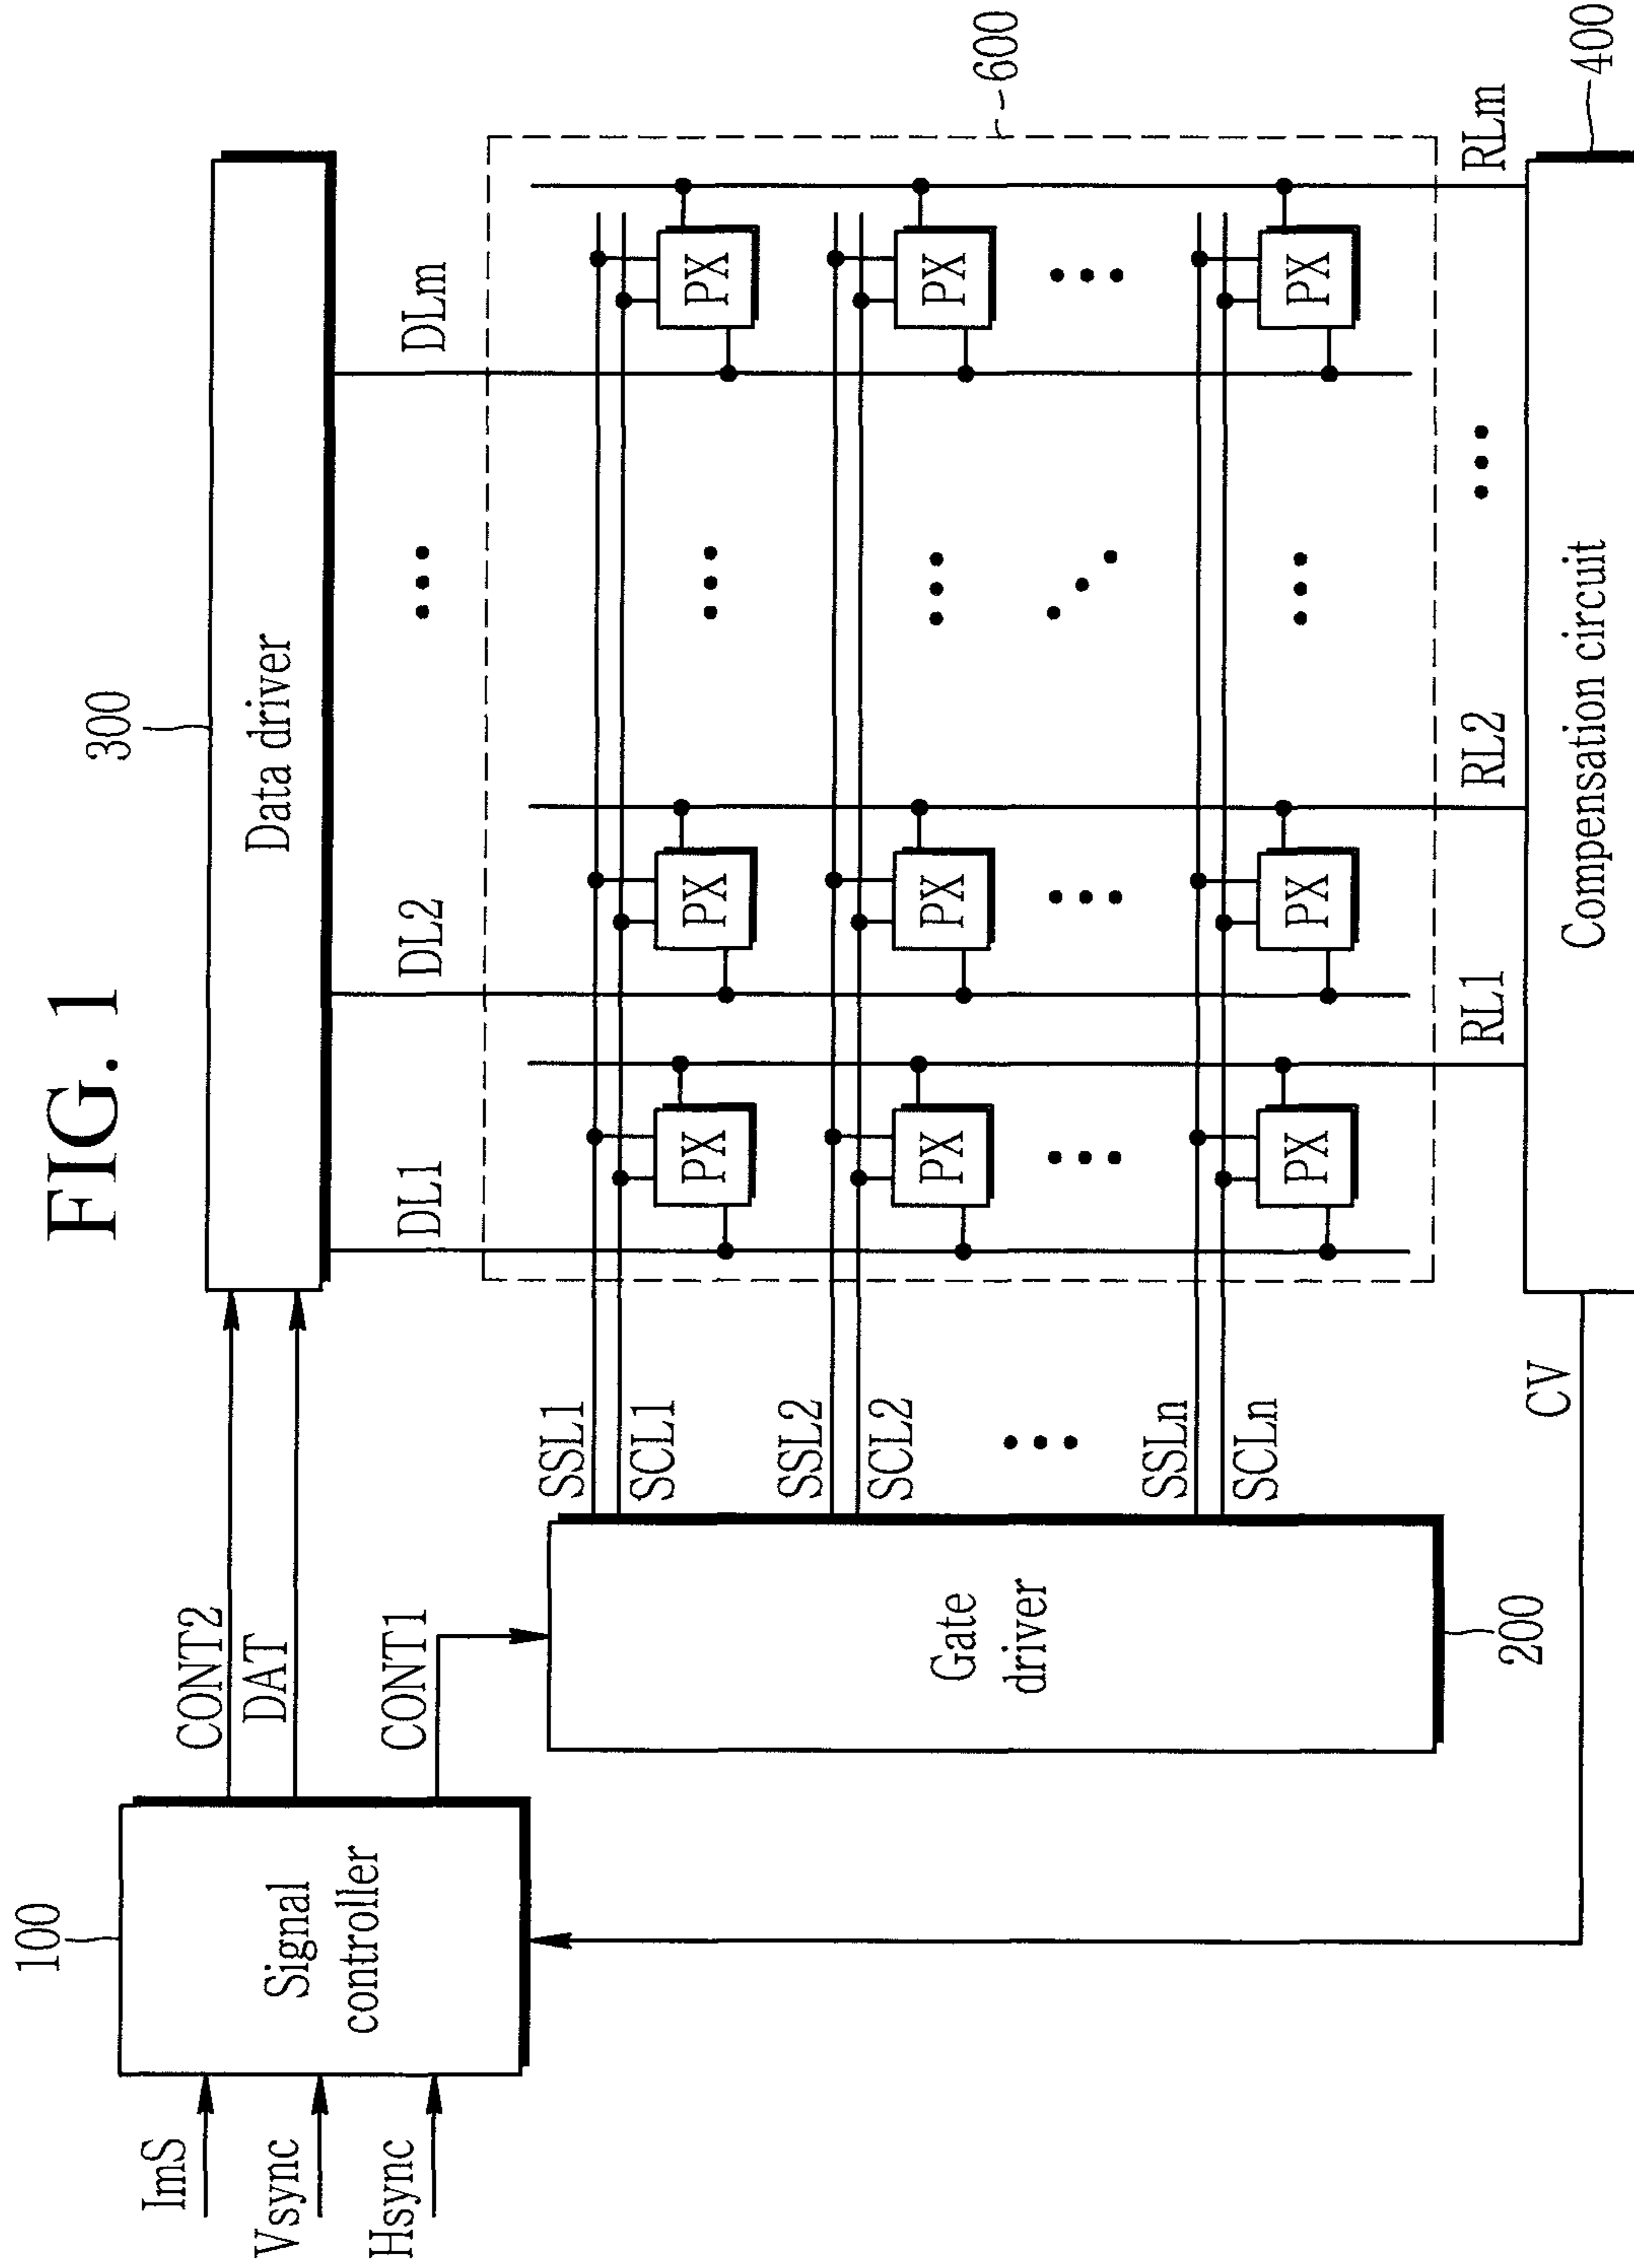 FIG. 1
300
Data driver
100
Signal
controller
ImS
Vsync
Hsync
CONT2
DAT
CONT1
DL1
DL2
DLm
600
Gate
driver
200
SSL1
SCL1
SSL2
SCL2
SSLn
SCLn
PX
PX
PX
PX
PX
PX
PX
PX
PX
RL1
RL2
RLm
CV
Compensation circuit
400